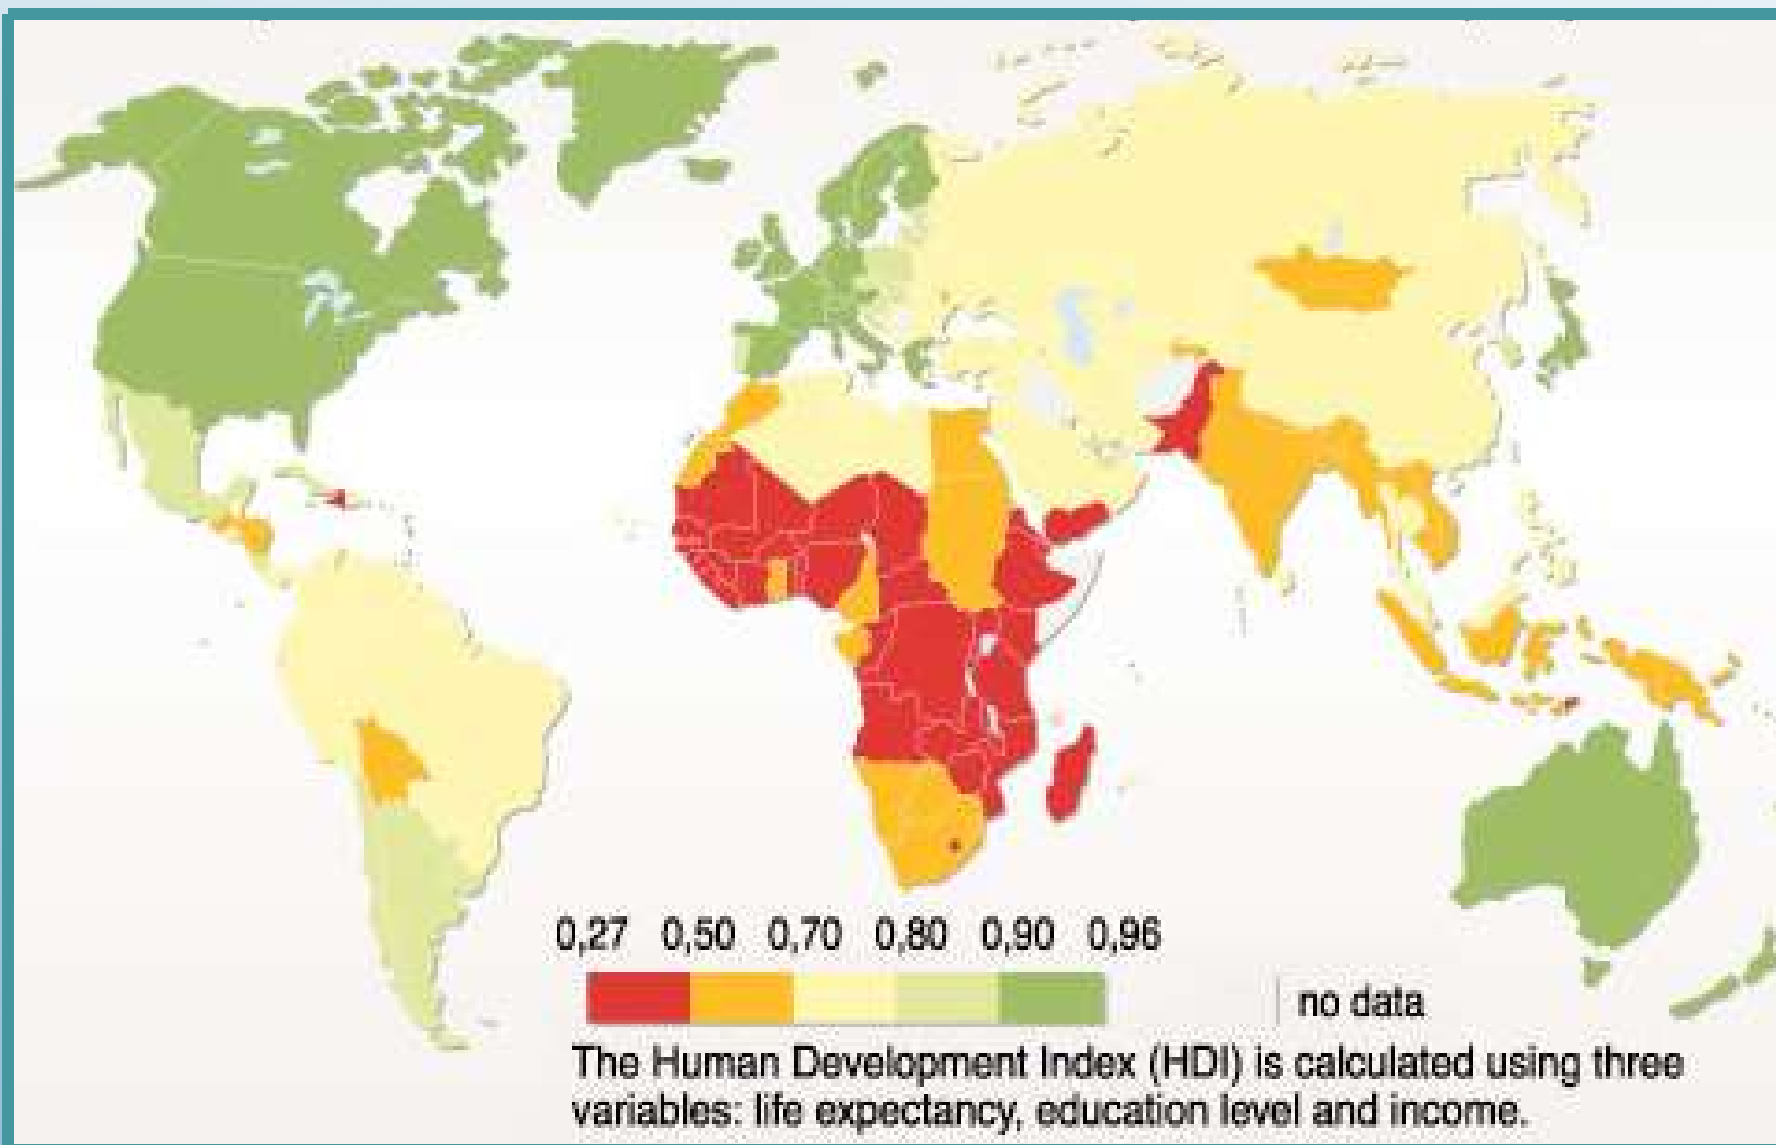 0,27 0,50 0,70 0,80 0,90 0,96
no data
The Human Development Index (HDI) is calculated using three
variables: life expectancy, education level and income.